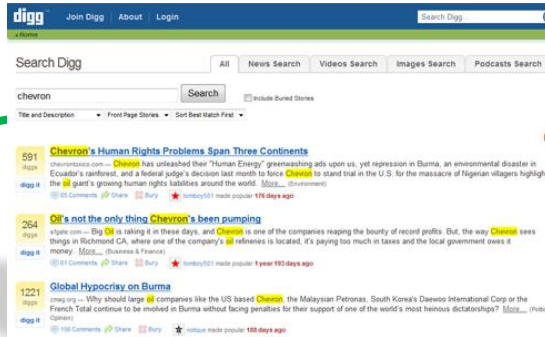 digg Join Digg About Login Search Digg...
« Home
Search Digg All News Search Videos Search Images Search Podcasts Search
chevron Search Include Buried Stories
Title and Description Front Page Stories Sort Best Match First
591 diggs digg it
Chevron's Human Rights Problems Span Three Continents
chevrontoxico.com — Chevron has unleashed their "Human Energy" greenwashing ads upon us, yet repression in Burma, an environmental disaster in
Ecuador's rainforest, and a federal judge's decision last month to force Chevron to stand trial in the U.S. for the massacre of Nigerian villagers highligh
the oil giant's growing human rights liabilities around the world. More... (Environment)
65 Comments Share Bury tomboy501 made popular 176 days ago
264 diggs digg it
Oil's not the only thing Chevron's been pumping
sfgate.com — Big Oil is raking it in these days, and Chevron is one of the companies reaping the bounty of record profits. But, the way Chevron sees
things in Richmond CA, where one of the company's oil refineries is located, it's paying too much in taxes and the local government owes it
money. More... (Business & Finance)
61 Comments Share Bury tomboy501 made popular 1 year 193 days ago
1221 diggs digg it
Global Hypocrisy on Burma
zmag.org — Why should large oil companies like the US based Chevron, the Malaysian Petronas, South Korea's Daewoo International Corp or the
French Total continue to be involved in Burma without facing penalties for their support of one of the world's most heinous dictatorships? More...
Opinion)
156 Comments Share Bury notique made popular 188 days ago